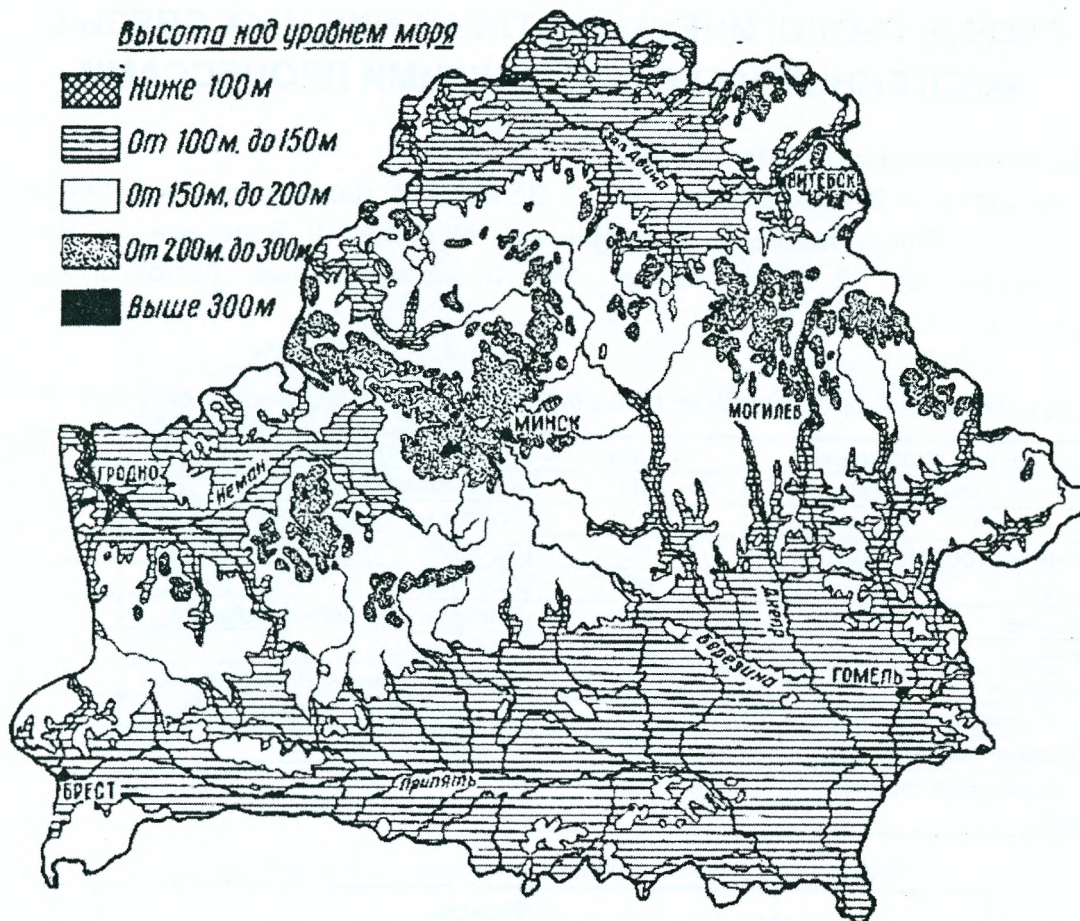 Высота над уровнем моря
Ниже 100м
От 100м. до 150м
От 150м. до 200м
От 200м. до 300м
Выше 300м
Зап.Двина
ВИТЕБСК
МИНСК
МОГИЛЕВ
ГРОДНО
Неман
Днепр
Березина
ГОМЕЛЬ
БРЕСТ
Припять